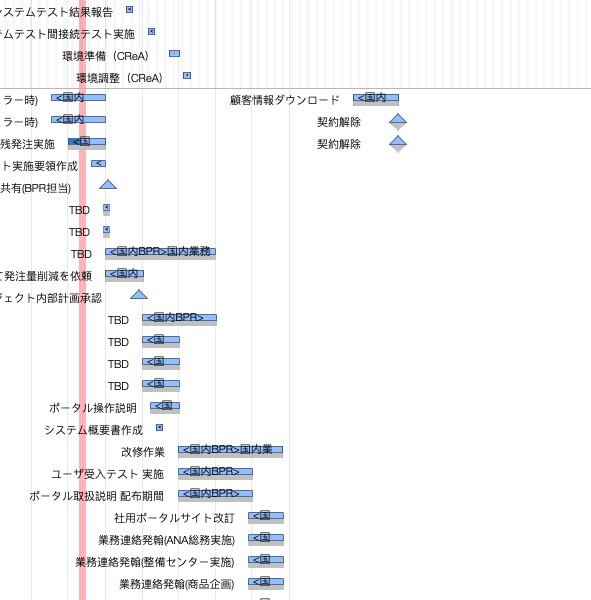 ステムテスト結果報告
ムテスト間接続テスト実施
環境準備（CReA）
環境調整（CReA）
ラー時) <国内 顧客情報ダウンロード <国内
ラー時) <国内 契約解除
残発注実施 <国 契約解除
ト実施要領作成 <
共有(BPR担当)
TBD <
TBD <
TBD <国内BPR>国内業務
て発注量削減を依頼 <国内
ジェクト内部計画承認
TBD <国内BPR>
TBD <国
TBD <国
TBD <国
ポータル操作説明 <国
システム概要書作成
改修作業 <国内BPR>国内業
ユーザ受入テスト 実施 <国内BPR>
ポータル取扱説明 配布期間 <国内BPR>
社用ポータルサイト改訂 <国
業務連絡発翰(ANA総務実施) <国
業務連絡発翰(整備センター実施) <国
業務連絡発翰(商品企画) <国